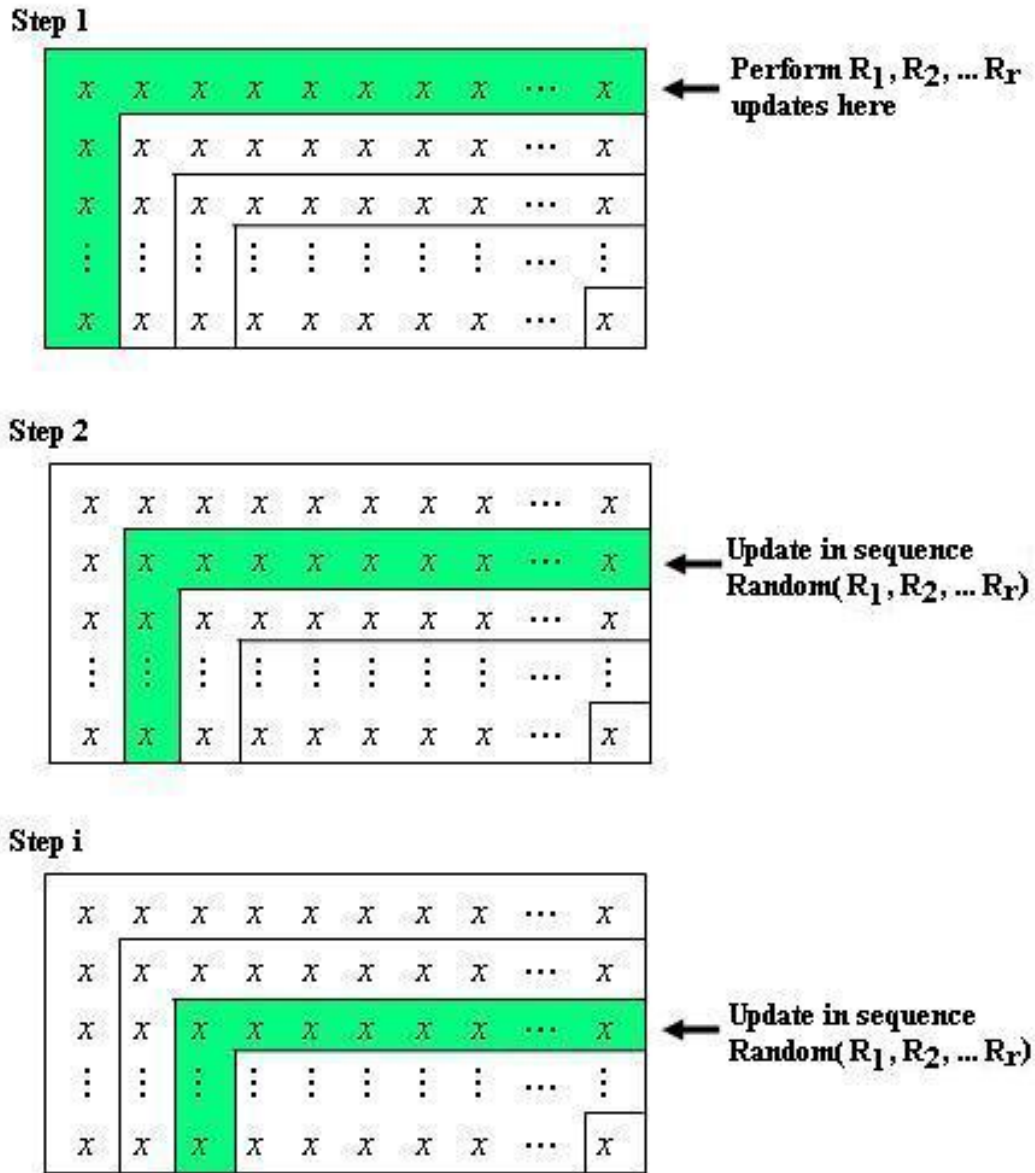 Step 1
x x x x x x x x ... x
Perform R1, R2, ... Rr
updates here
x x x x x x x x ... x
x x x x x x x x ... x
⋮ ⋮ ⋮ ⋮ ⋮ ⋮ ⋮ ⋮ ... ⋮
x x x x x x x x ... x
Step 2
x x x x x x x x ... x
x x x x x x x x ... x
Update in sequence
Random(R1, R2, ... Rr)
x x x x x x x x ... x
⋮ ⋮ ⋮ ⋮ ⋮ ⋮ ⋮ ⋮ ... ⋮
x x x x x x x x ... x
Step i
x x x x x x x x ... x
x x x x x x x x ... x
x x x x x x x x ... x
Update in sequence
Random(R1, R2, ... Rr)
⋮ ⋮ ⋮ ⋮ ⋮ ⋮ ⋮ ⋮ ... ⋮
x x x x x x x x ... x